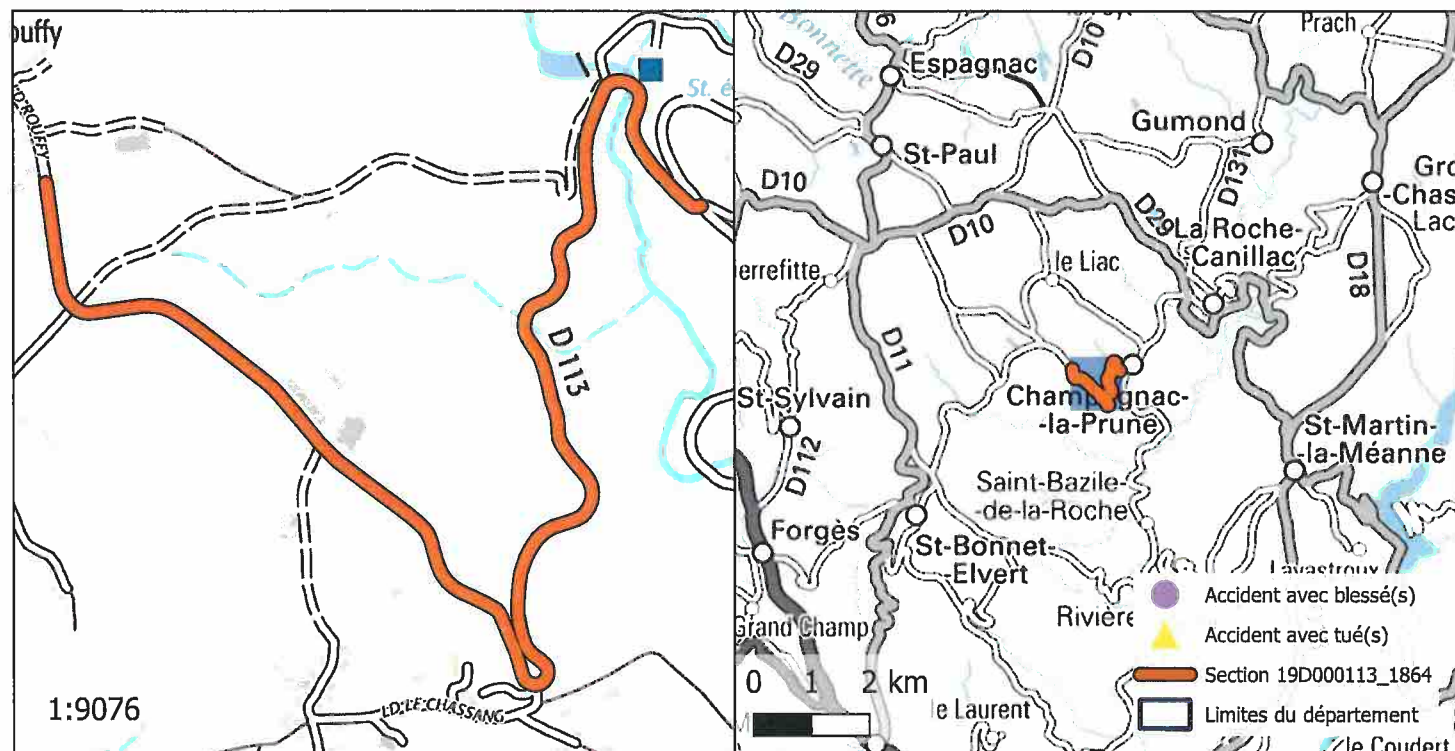 ouffy
LD ROUFFY
St. é
D 113
LD LE CHASSANG
1:9076
Bonnette
Prach
D29
D10
Espagnac
Gumond
St-Paul
D131
D10
D29
D10
La Roche-
-Canillac
Gro
-Chas
Lac
D18
errefitte
le Liac
D11
Champagnac-
-la-Prune
St-Sylvain
D112
St-Martin-
-la-Méanne
Saint-Bazile-
-de-la-Roche
Forgès
St-Bonnet-
-Elvert
Lavastroux
Rivière
Grand Champ
0 1 2 km
le Laurent
Accident avec blessé(s)
Accident avec tué(s)
Section 19D000113_1864
Limites du département
le Coudert